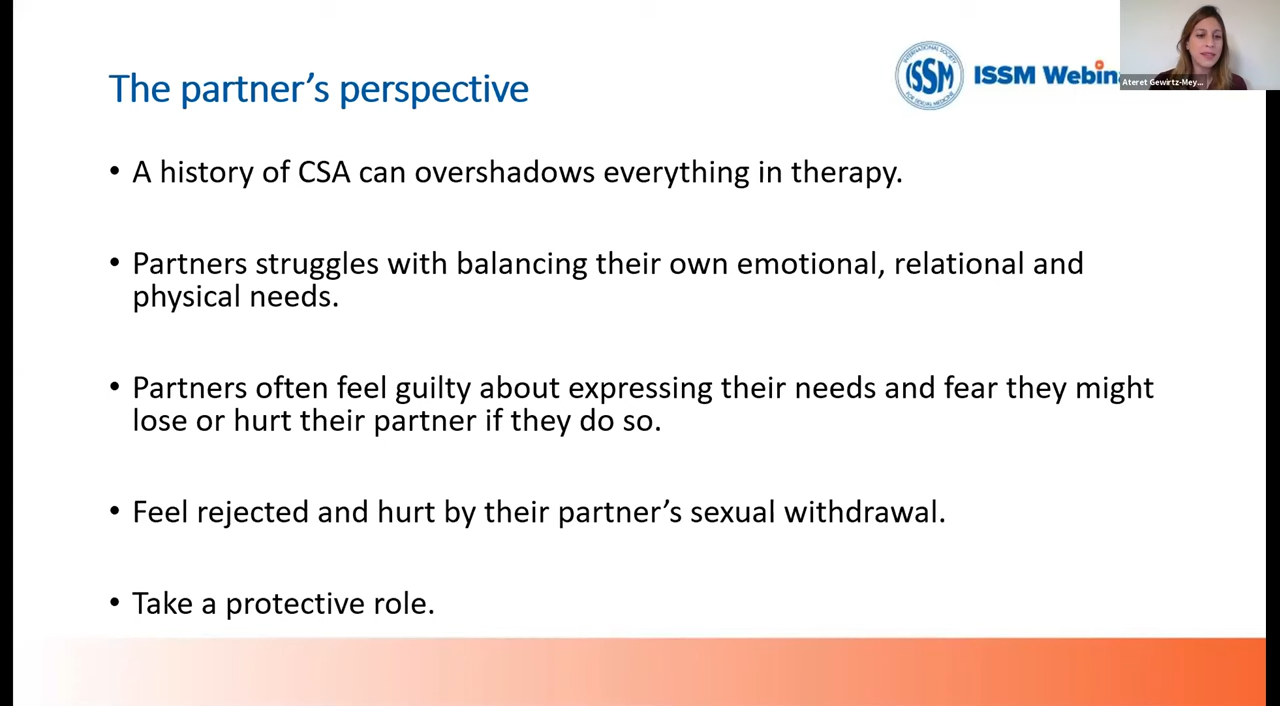 The partner's perspective
ISSM
ISSM Webin
Ateret Gewirtz-Mey...
• A history of CSA can overshadows everything in therapy.
• Partners struggles with balancing their own emotional, relational and
physical needs.
• Partners often feel guilty about expressing their needs and fear they might
lose or hurt their partner if they do so.
• Feel rejected and hurt by their partner's sexual withdrawal.
• Take a protective role.